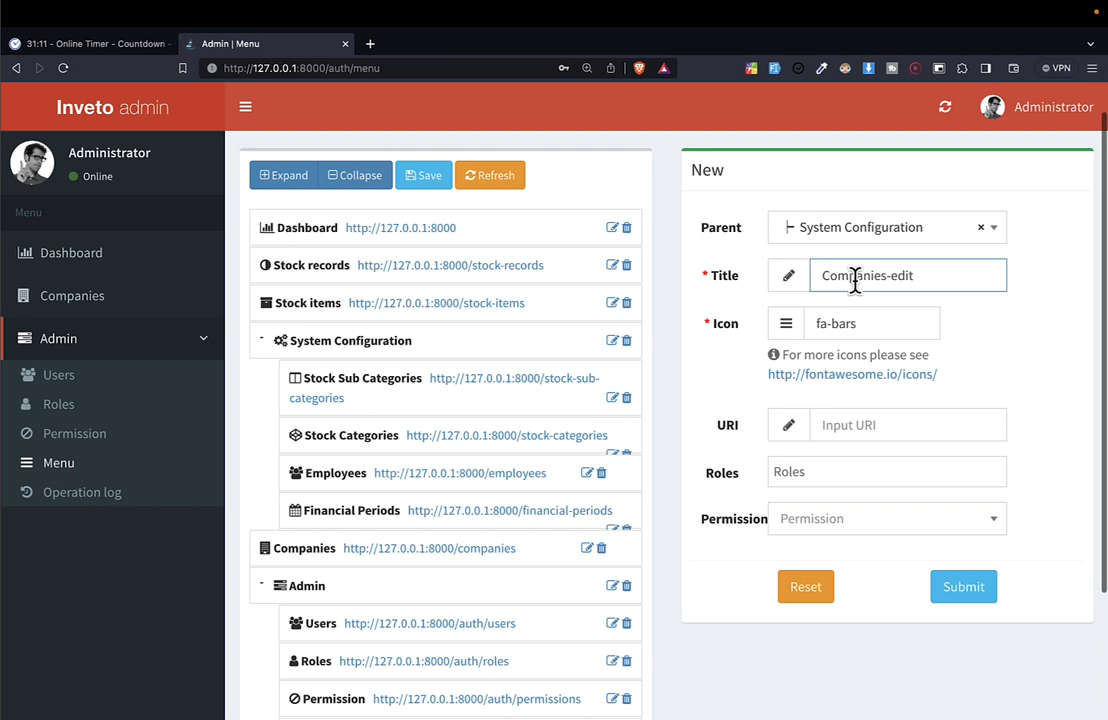 31:11 - Online Timer - Countdown
Admin | Menu
http://127.0.0.1:8000/auth/menu
VPN
Inveto admin
Administrator
Administrator
Online
Menu
Dashboard
Companies
Admin
Users
Roles
Permission
Menu
Operation log
Expand
Collapse
Save
Refresh
Dashboard http://127.0.0.1:8000
Stock records http://127.0.0.1:8000/stock-records
Stock items http://127.0.0.1:8000/stock-items
System Configuration
Stock Sub Categories http://127.0.0.1:8000/stock-sub-
categories
Stock Categories http://127.0.0.1:8000/stock-categories
Employees http://127.0.0.1:8000/employees
Financial Periods http://127.0.0.1:8000/financial-periods
Companies http://127.0.0.1:8000/companies
Admin
Users http://127.0.0.1:8000/auth/users
Roles http://127.0.0.1:8000/auth/roles
Permission http://127.0.0.1:8000/auth/permissions
New
Parent
├ System Configuration
* Title
Companies-edit
* Icon
fa-bars
For more icons please see
http://fontawesome.io/icons/
URI
Input URI
Roles
Roles
Permission
Permission
Reset
Submit